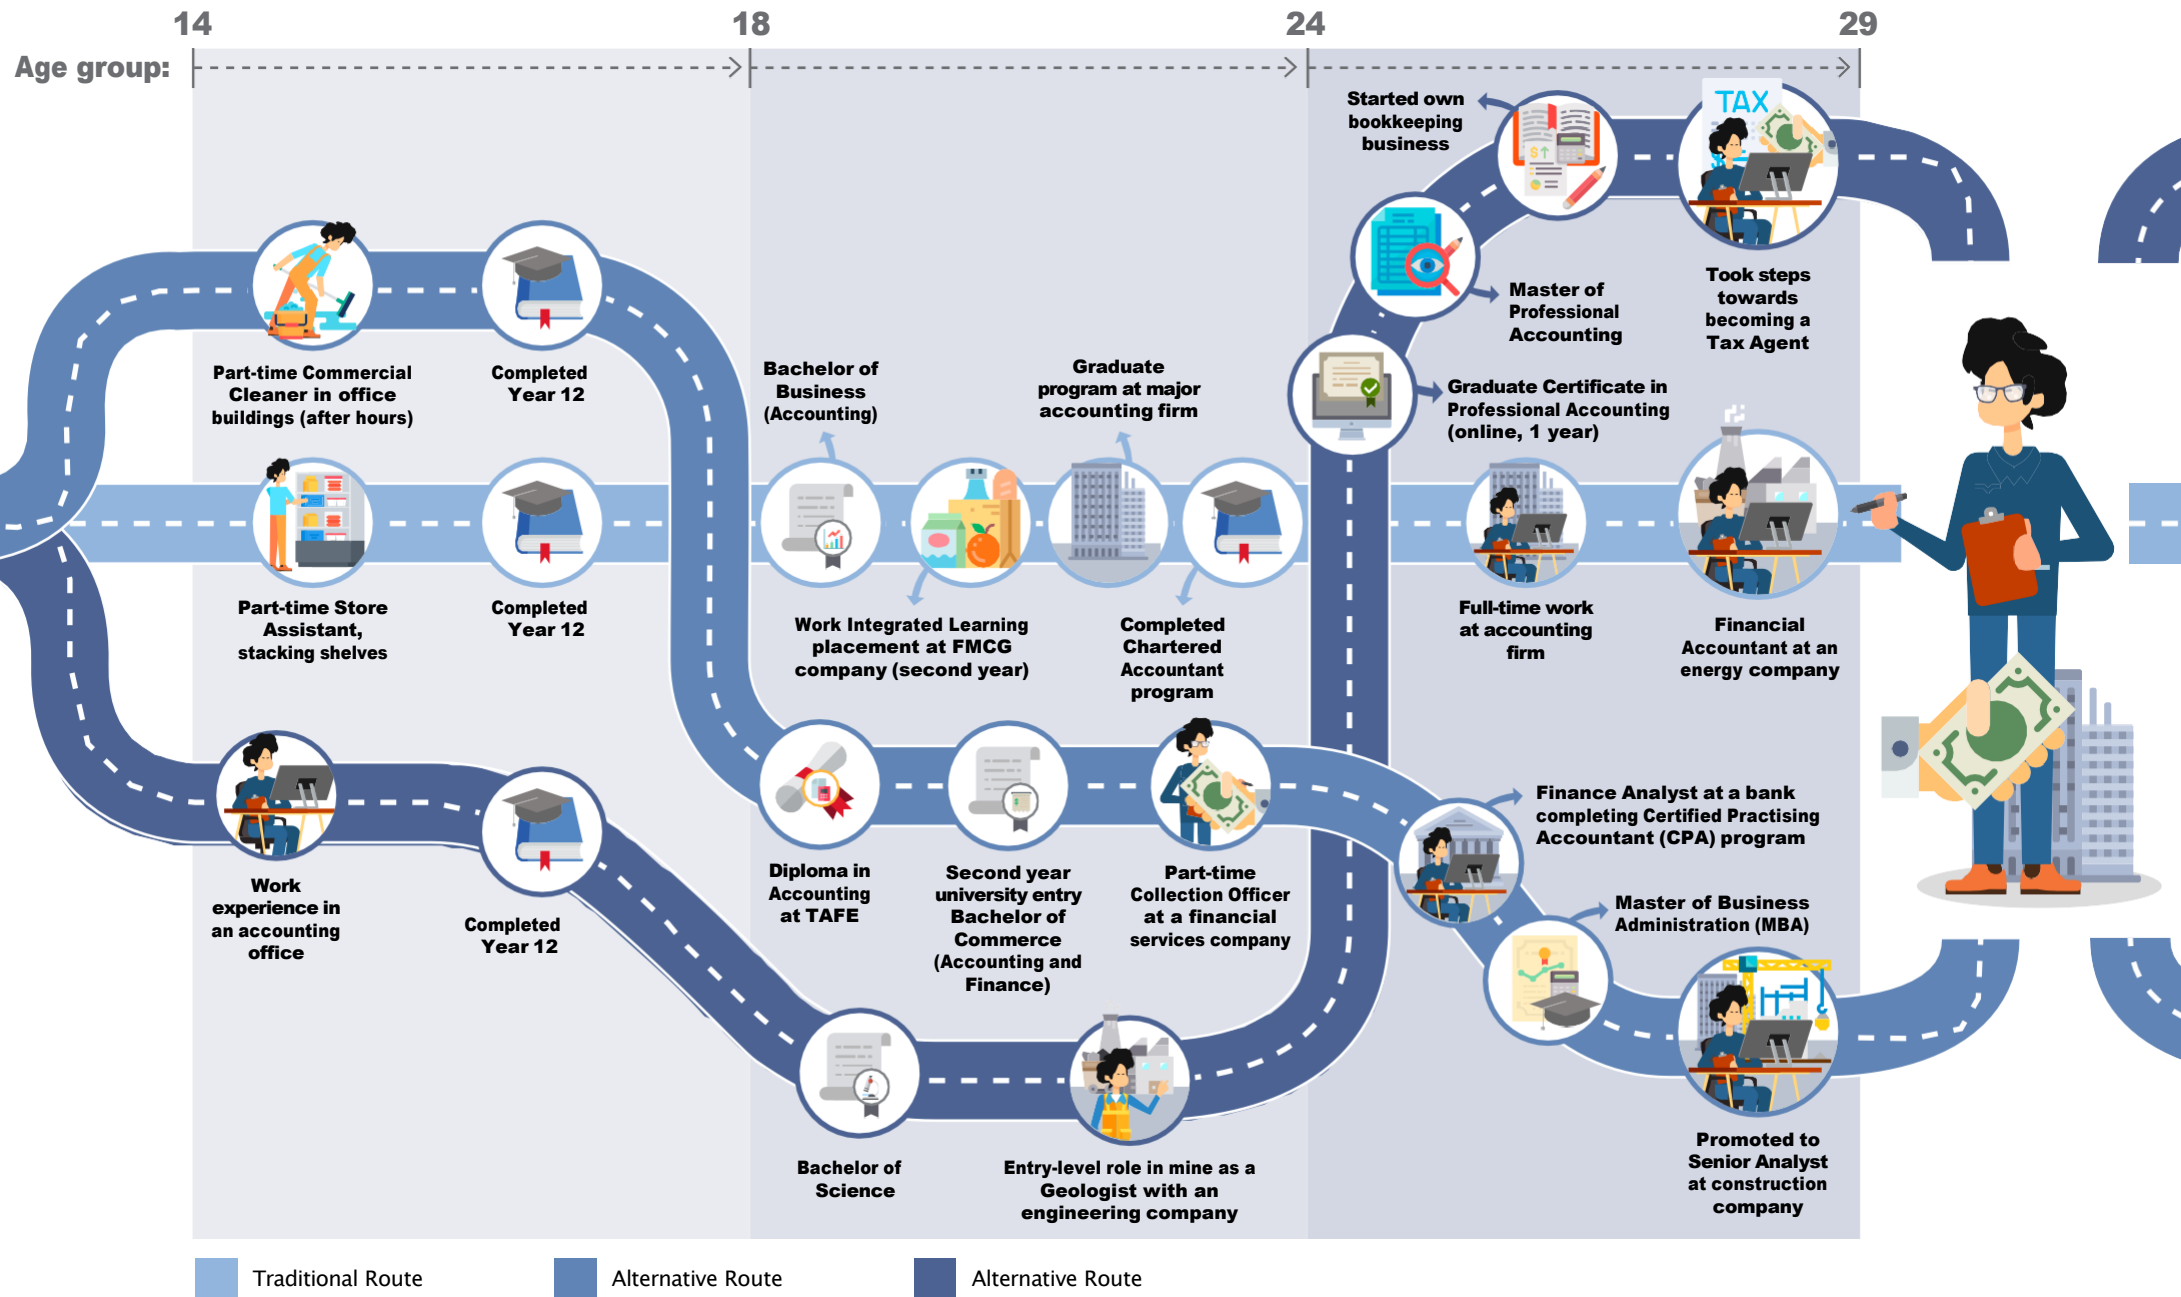 14
18
24
29
Age group:
Started own
bookkeeping
business
TAX
Took steps
towards
becoming a
Tax Agent
Master of
Professional
Accounting
Graduate Certificate in
Professional Accounting
(online, 1 year)
Part-time Commercial
Cleaner in office
buildings (after hours)
Completed
Year 12
Bachelor of
Business
(Accounting)
Graduate
program at major
accounting firm
Part-time Store
Assistant,
stacking shelves
Completed
Year 12
Work Integrated Learning
placement at FMCG
company (second year)
Completed
Chartered
Accountant
program
Full-time work
at accounting
firm
Financial
Accountant at an
energy company
Work
experience in
an accounting
office
Completed
Year 12
Diploma in
Accounting
at TAFE
Second year
university entry
Bachelor of
Commerce
(Accounting and
Finance)
Part-time
Collection Officer
at a financial
services company
Finance Analyst at a bank
completing Certified Practising
Accountant (CPA) program
Master of Business
Administration (MBA)
Bachelor of
Science
Entry-level role in mine as a
Geologist with an
engineering company
Promoted to
Senior Analyst
at construction
company
Traditional Route
Alternative Route
Alternative Route